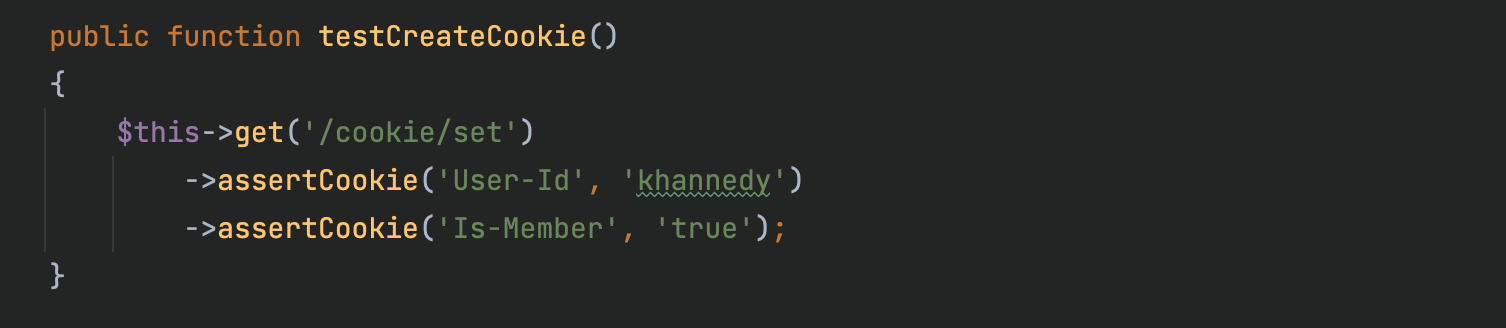 public function testCreateCookie()
{
    $this->get('/cookie/set')
        ->assertCookie('User-Id', 'khannedy')
        ->assertCookie('Is-Member', 'true');
}